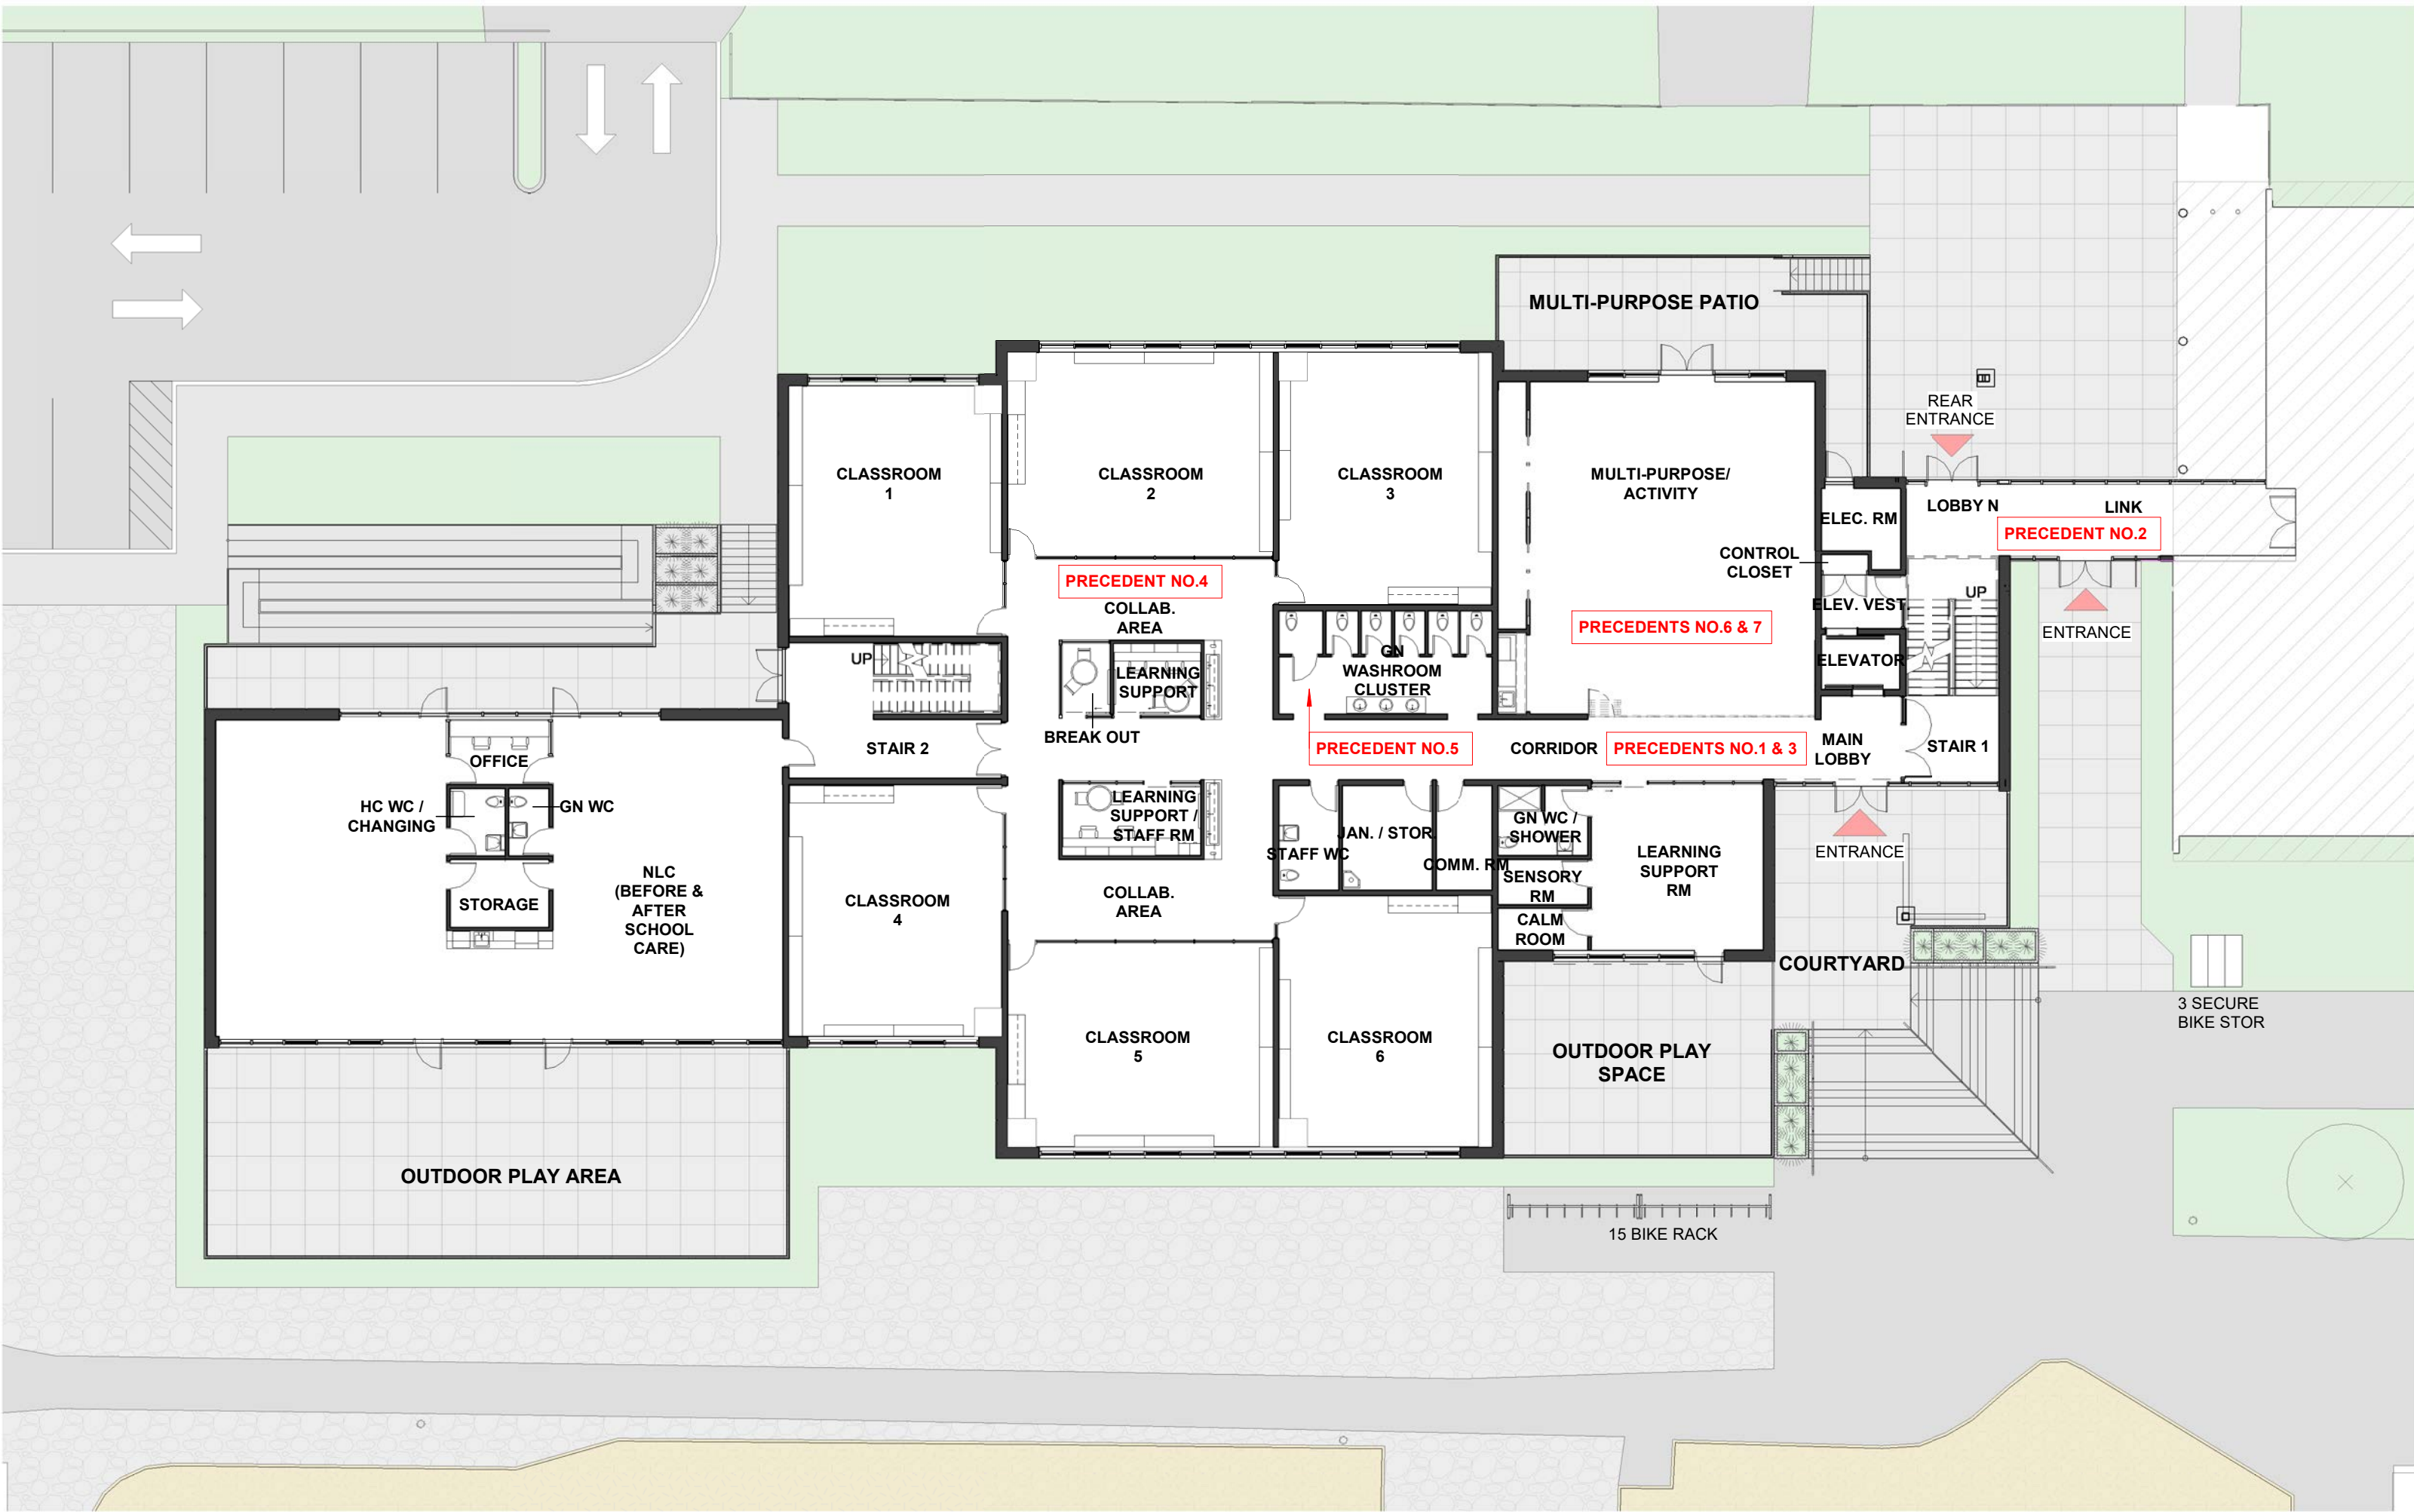 MULTI-PURPOSE PATIO
REAR
ENTRANCE
CLASSROOM
1
CLASSROOM
2
CLASSROOM
3
MULTI-PURPOSE/
ACTIVITY
ELEC. RM
LOBBY N
LINK
PRECEDENT NO.2
CONTROL
CLOSET
PRECEDENT NO.4
COLLAB.
AREA
ELEV. VEST.
UP
PRECEDENTS NO.6 & 7
ENTRANCE
UP
LEARNING
SUPPORT
GN
WASHROOM
CLUSTER
ELEVATOR
BREAK OUT
STAIR 2
PRECEDENT NO.5
CORRIDOR
PRECEDENTS NO.1 & 3
MAIN
LOBBY
STAIR 1
OFFICE
HC WC /
CHANGING
GN WC
LEARNING
SUPPORT /
STAFF RM
STAFF WC
JAN. / STOR.
COMM. RM
GN WC /
SHOWER
SENSORY
RM
CALM
ROOM
LEARNING
SUPPORT
RM
ENTRANCE
NLC
(BEFORE &
AFTER
SCHOOL
CARE)
STORAGE
CLASSROOM
4
COLLAB.
AREA
COURTYARD
3 SECURE
BIKE STOR
CLASSROOM
5
CLASSROOM
6
OUTDOOR PLAY
SPACE
OUTDOOR PLAY AREA
15 BIKE RACK